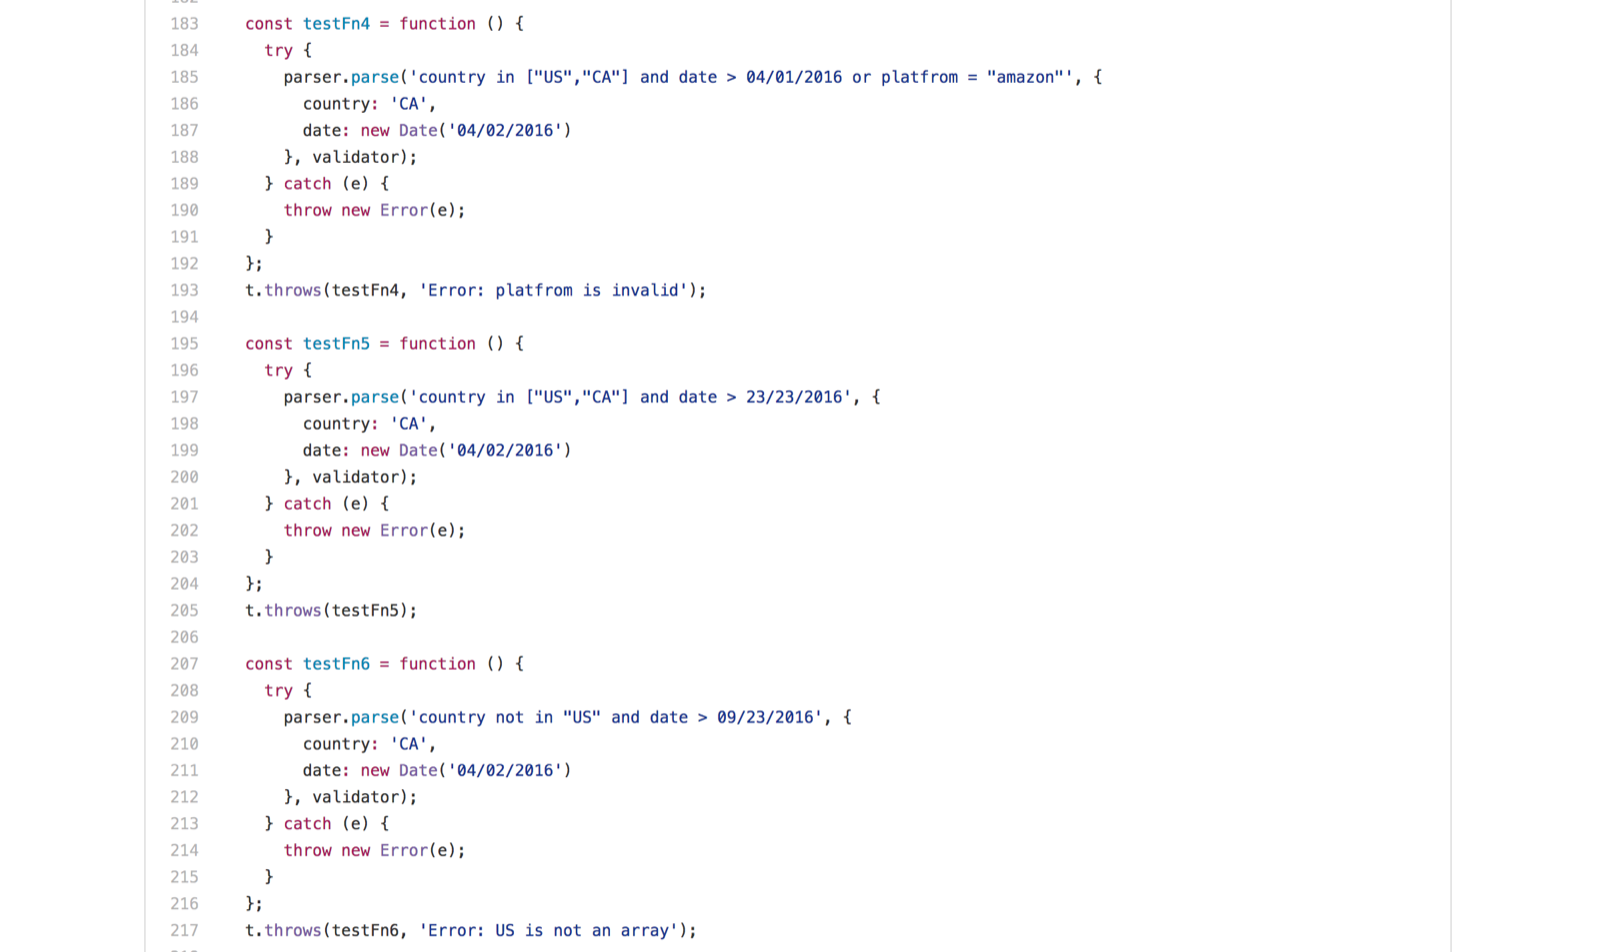 183 const testFn4 = function () {
184 try {
185 parser.parse('country in ["US","CA"] and date > 04/01/2016 or platfrom = "amazon"', {
186 country: 'CA',
187 date: new Date('04/02/2016')
188 }, validator);
189 } catch (e) {
190 throw new Error(e);
191 }
192 };
193 t.throws(testFn4, 'Error: platfrom is invalid');
194
195 const testFn5 = function () {
196 try {
197 parser.parse('country in ["US","CA"] and date > 23/23/2016', {
198 country: 'CA',
199 date: new Date('04/02/2016')
200 }, validator);
201 } catch (e) {
202 throw new Error(e);
203 }
204 };
205 t.throws(testFn5);
206
207 const testFn6 = function () {
208 try {
209 parser.parse('country not in "US" and date > 09/23/2016', {
210 country: 'CA',
211 date: new Date('04/02/2016')
212 }, validator);
213 } catch (e) {
214 throw new Error(e);
215 }
216 };
217 t.throws(testFn6, 'Error: US is not an array');